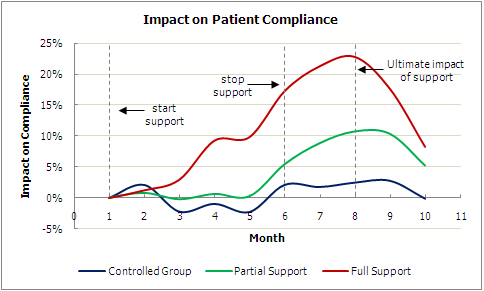 Impact on Patient Compliance
Impact on Compliance
25%
20%
15%
10%
5%
0%
-5%
start
support
stop
support
Ultimate impact
of support
0 1 2 3 4 5 6 7 8 9 10 11
Month
Controlled Group Partial Support Full Support